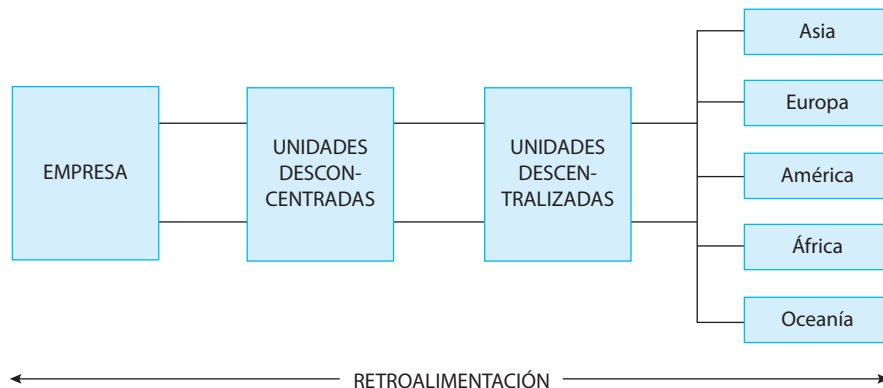 EMPRESA
UNIDADES
DESCON-
CENTRADAS
UNIDADES
DESCEN-
TRALIZADAS
Asia
Europa
América
África
Oceanía
RETROALIMENTACIÓN